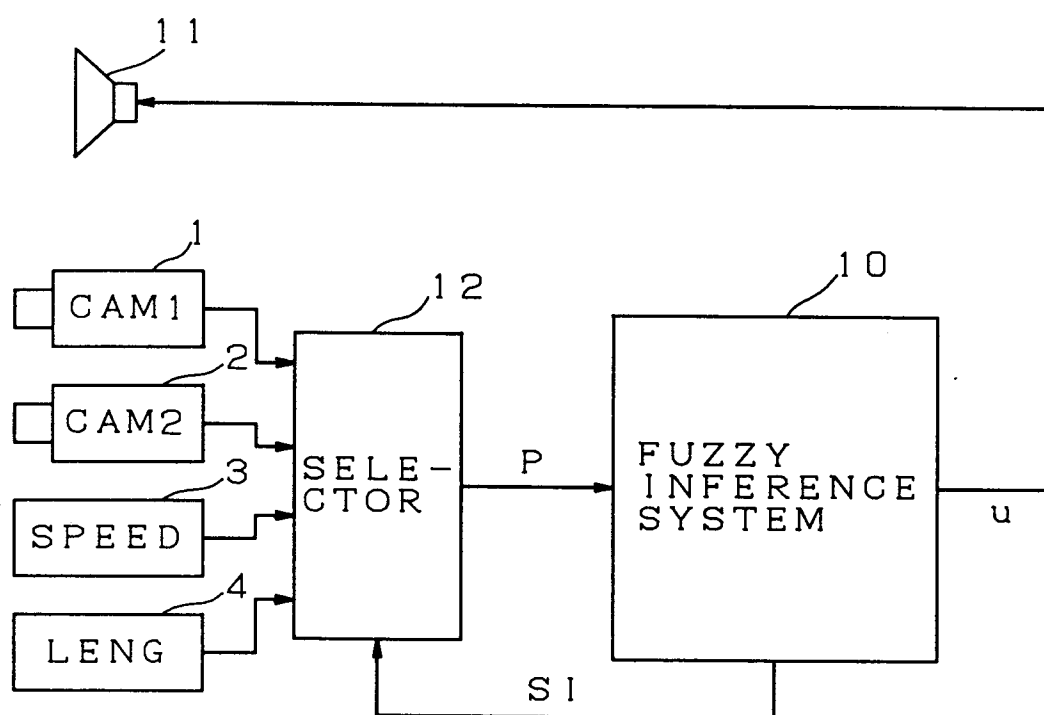 11
1
CAM1
12
10
2
CAM2
SELE-
CTOR
P
FUZZY
INFERENCE
SYSTEM
u
3
SPEED
4
LENG
SI